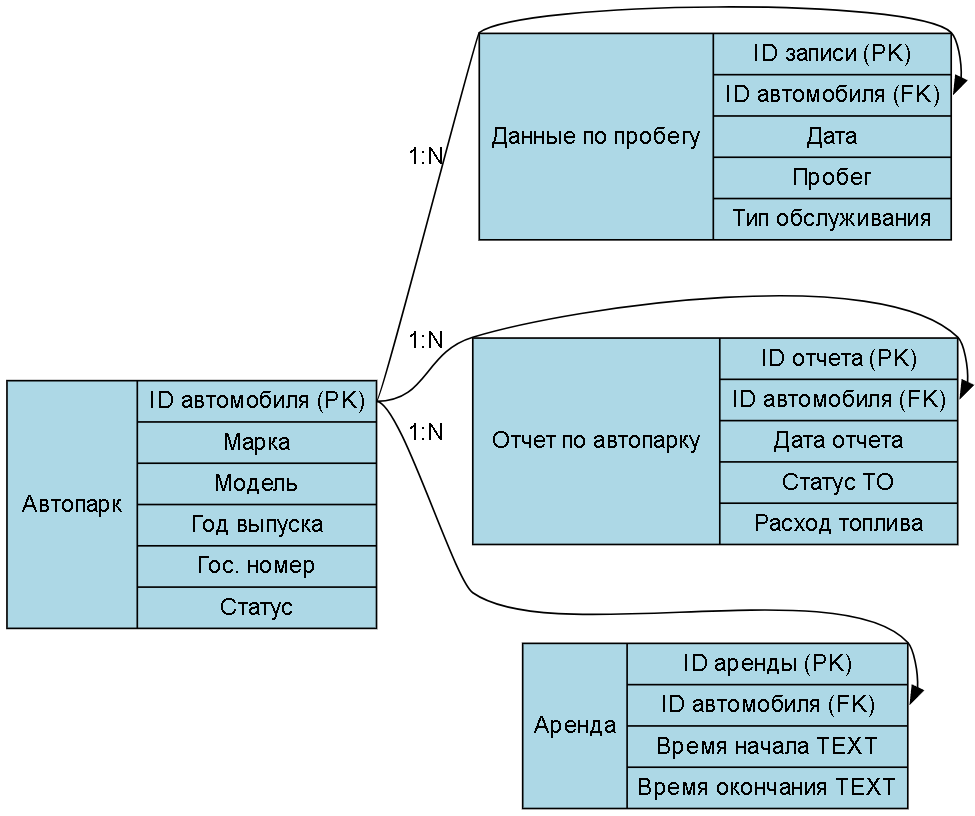 1:N
Данные по пробегу
ID записи (PK)
ID автомобиля (FK)
Дата
Пробег
Тип обслуживания
1:N
Отчет по автопарку
ID отчета (PK)
ID автомобиля (FK)
Дата отчета
Статус ТО
Расход топлива
1:N
Автопарк
ID автомобиля (PK)
Марка
Модель
Год выпуска
Гос. номер
Статус
Аренда
ID аренды (PK)
ID автомобиля (FK)
Время начала TEXT
Время окончания TEXT